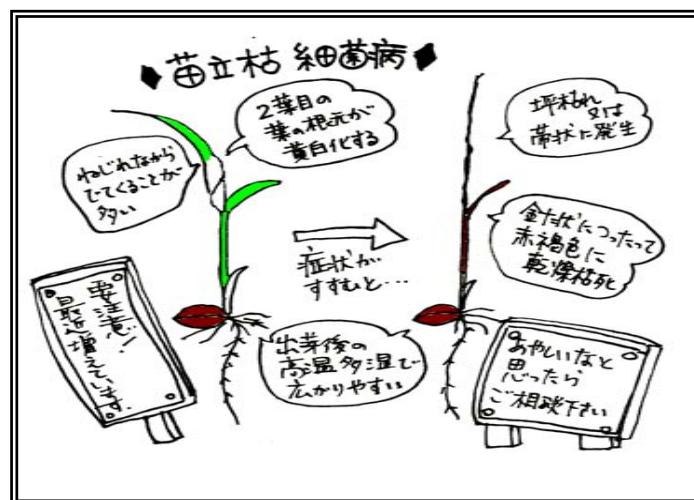 ◆苗立枯細菌病◆
2葉目の
葉の根元が
黄白化する
ねじれながら
でてくることが
多い
坪枯れ
又は
帯状に発生
症状が
すすむと…
針状につったって
赤褐色に
乾燥枯死
要注意!
最近増えています.
出芽後の
高温多湿で
広がりやすい
あやしいなと
思ったら
ご相談下さい